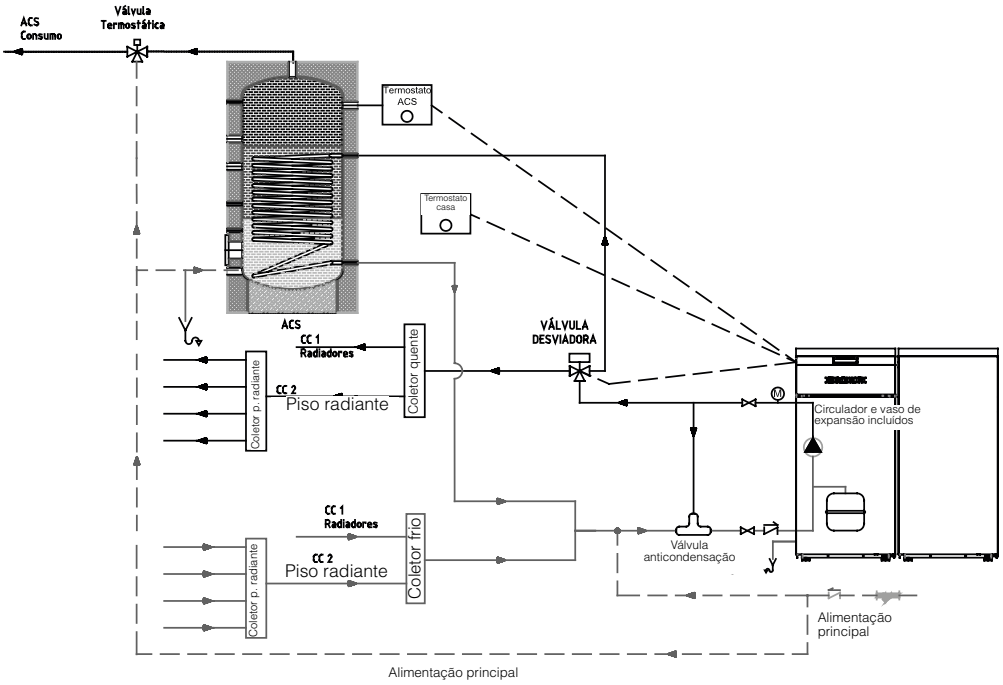 ACS
Consumo
Válvula
Termostática
Termostato
ACS
Termostato
casa
ACS
VÁLVULA
DESVIADORA
CC 1
Radiadores
CC 2
Piso radiante
Coletor p. radiante
Coletor quente
M
Circulador e vaso de
expansão incluídos
CC 1
Radiadores
CC 2
Piso radiante
Coletor p. radiante
Coletor frio
Válvula
anticondensação
Alimentação
principal
Alimentação principal